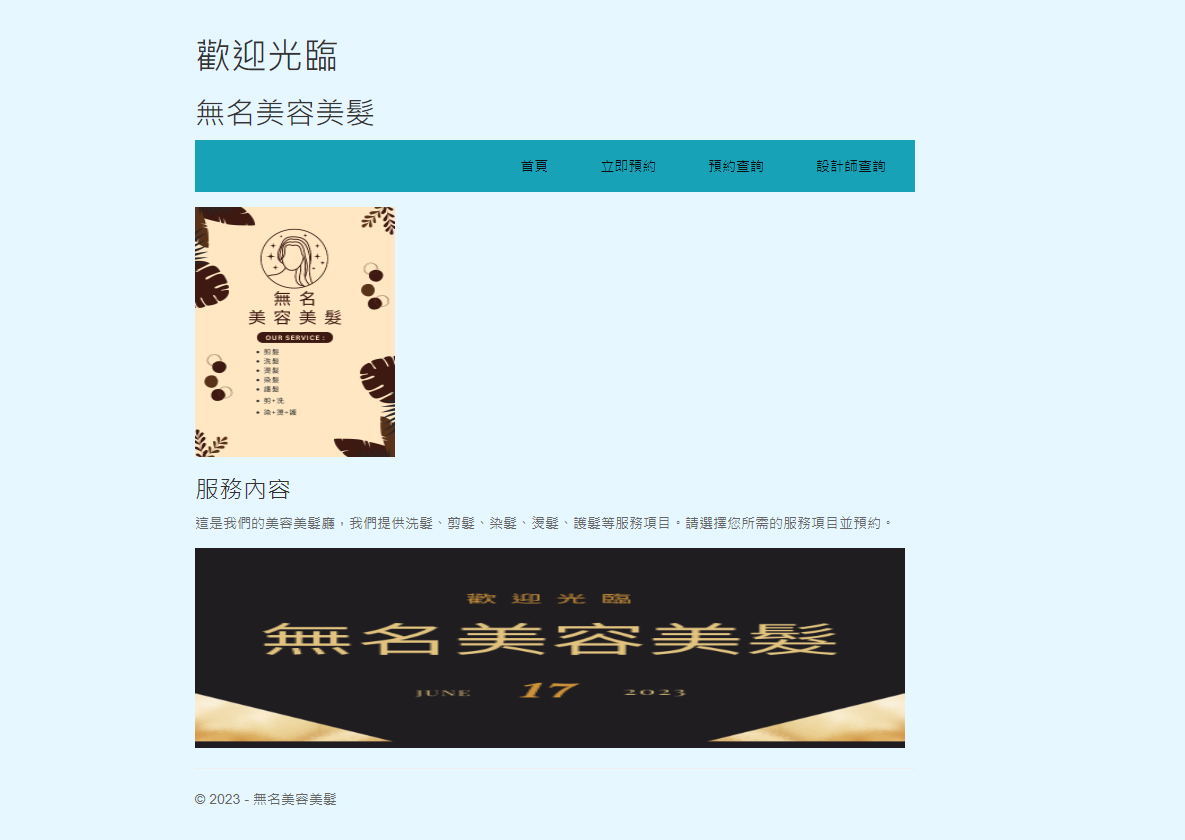 歡迎光臨
無名美容美髮
首頁 立即預約 預約查詢 設計師查詢
無名
美容美髮
OUR SERVICE :
• 剪髮
• 洗髮
• 燙髮
• 染髮
• 護髮
• 剪+洗
• 染+燙+護
服務內容
這是我們的美容美髮廳，我們提供洗髮、剪髮、染髮、燙髮、護髮等服務項目。請選擇您所需的服務項目並預約。
歡迎光臨
無名美容美髮
JUNE 17 2023
© 2023 - 無名美容美髮